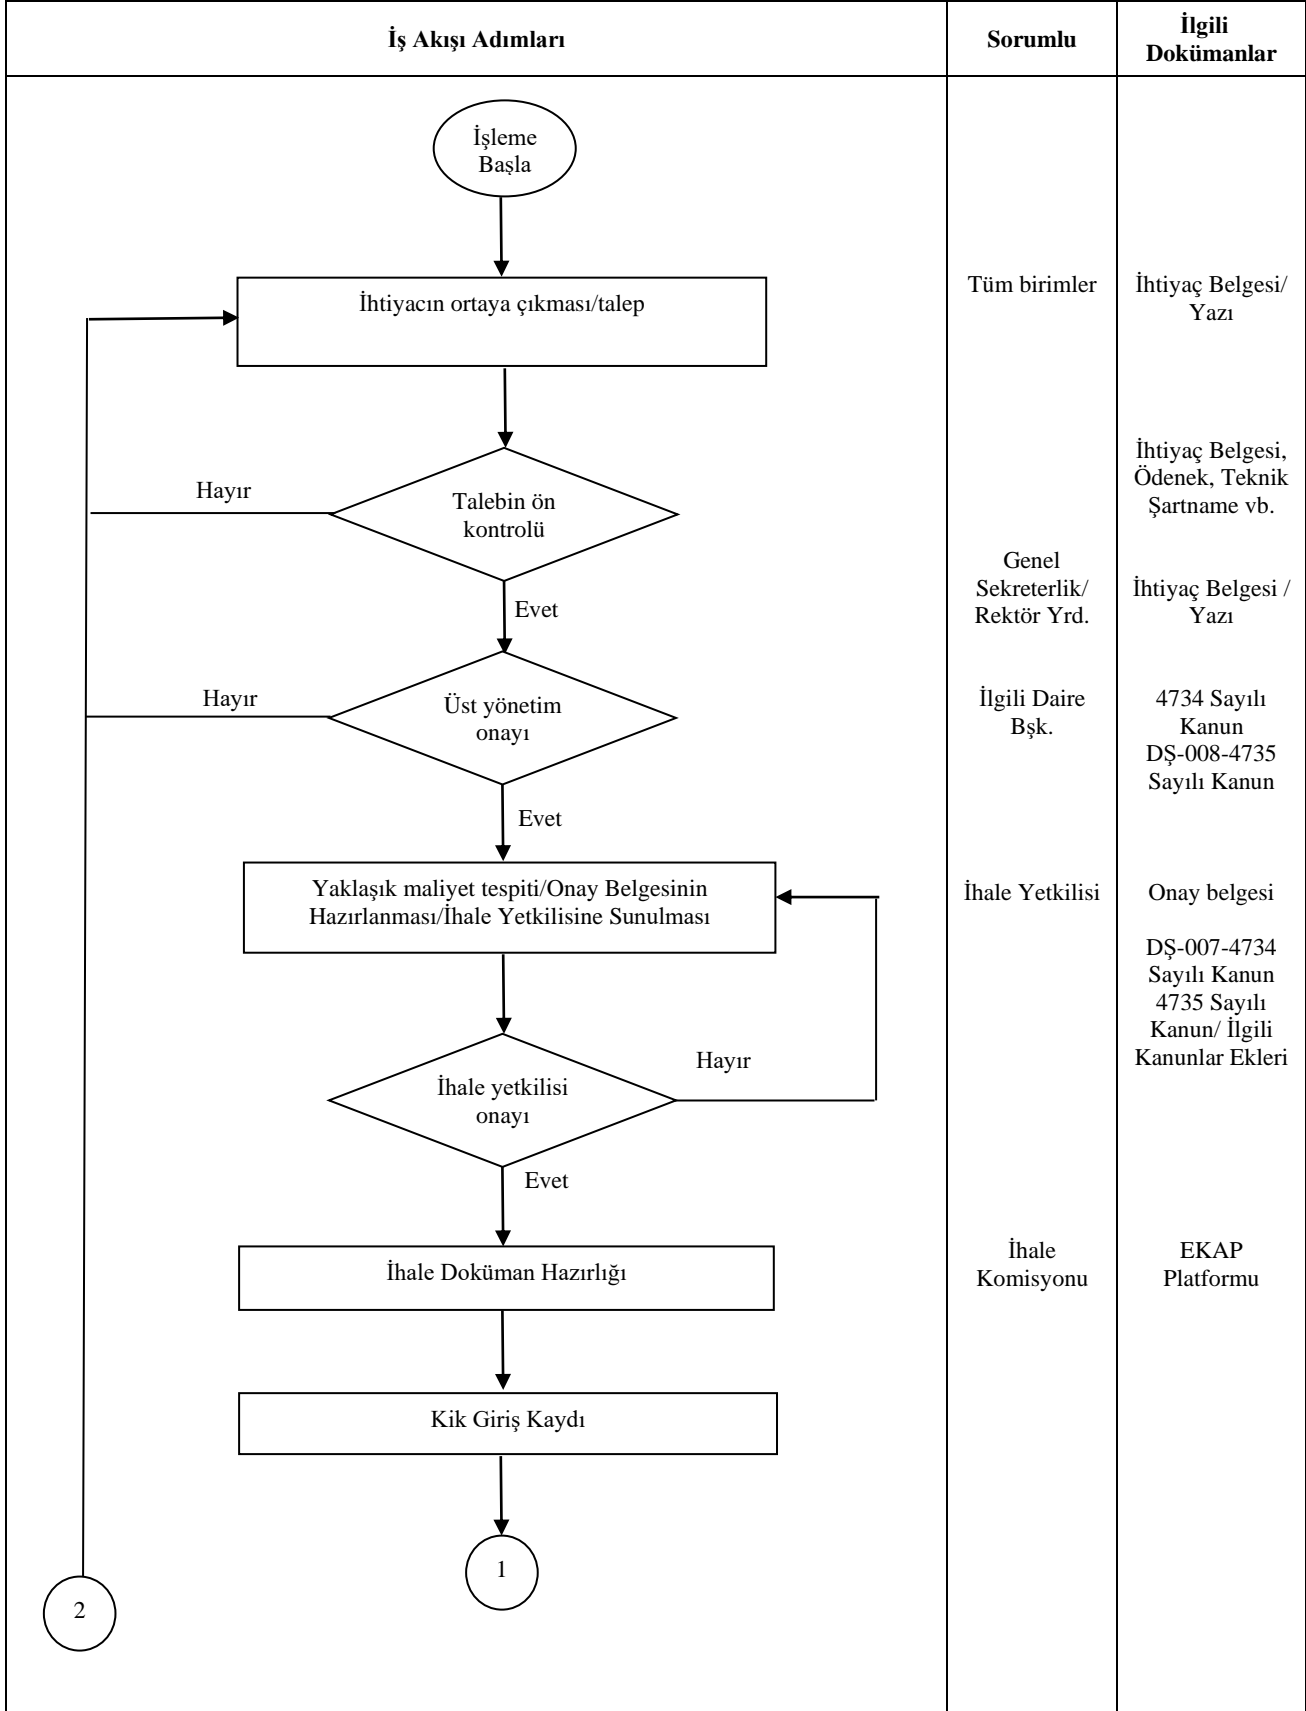 İş Akışı Adımları
Sorumlu
İlgili
Dokümanlar
İşleme
Başla
İhtiyacın ortaya çıkması/talep
Tüm birimler
İhtiyaç Belgesi/
Yazı
Hayır
Talebin ön
kontrolü
İhtiyaç Belgesi,
Ödenek, Teknik
Şartname vb.
Evet
Genel
Sekreterlik/
Rektör Yrd.
İhtiyaç Belgesi /
Yazı
Hayır
Üst yönetim
onayı
İlgili Daire
Bşk.
4734 Sayılı
Kanun
DŞ-008-4735
Sayılı Kanun
Evet
Yaklaşık maliyet tespiti/Onay Belgesinin
Hazırlanması/İhale Yetkilisine Sunulması
İhale Yetkilisi
Onay belgesi
DŞ-007-4734
Sayılı Kanun
4735 Sayılı
Kanun/ İlgili
Kanunlar Ekleri
Hayır
İhale yetkilisi
onayı
Evet
İhale Doküman Hazırlığı
İhale
Komisyonu
EKAP
Platformu
Kik Giriş Kaydı
1
2